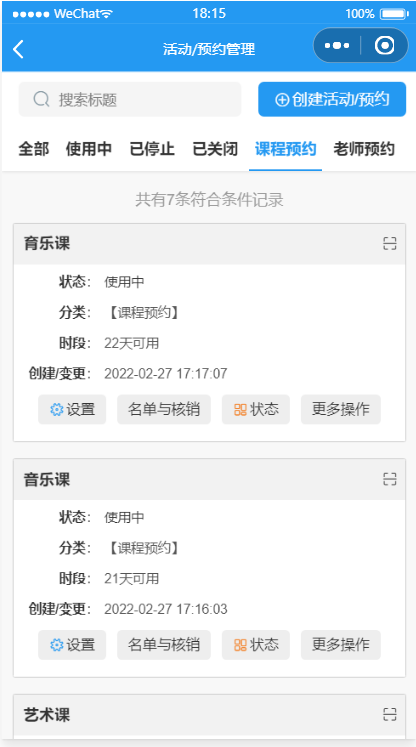 WeChat 18:15 100%
活动/预约管理
搜索标题 创建活动/预约
全部 使用中 已停止 已关闭 课程预约 老师预约
共有7条符合条件记录
育乐课
状态： 使用中
分类： 【课程预约】
时段： 22天可用
创建/变更： 2022-02-27 17:17:07
设置 名单与核销 状态 更多操作
音乐课
状态： 使用中
分类： 【课程预约】
时段： 21天可用
创建/变更： 2022-02-27 17:16:03
设置 名单与核销 状态 更多操作
艺术课